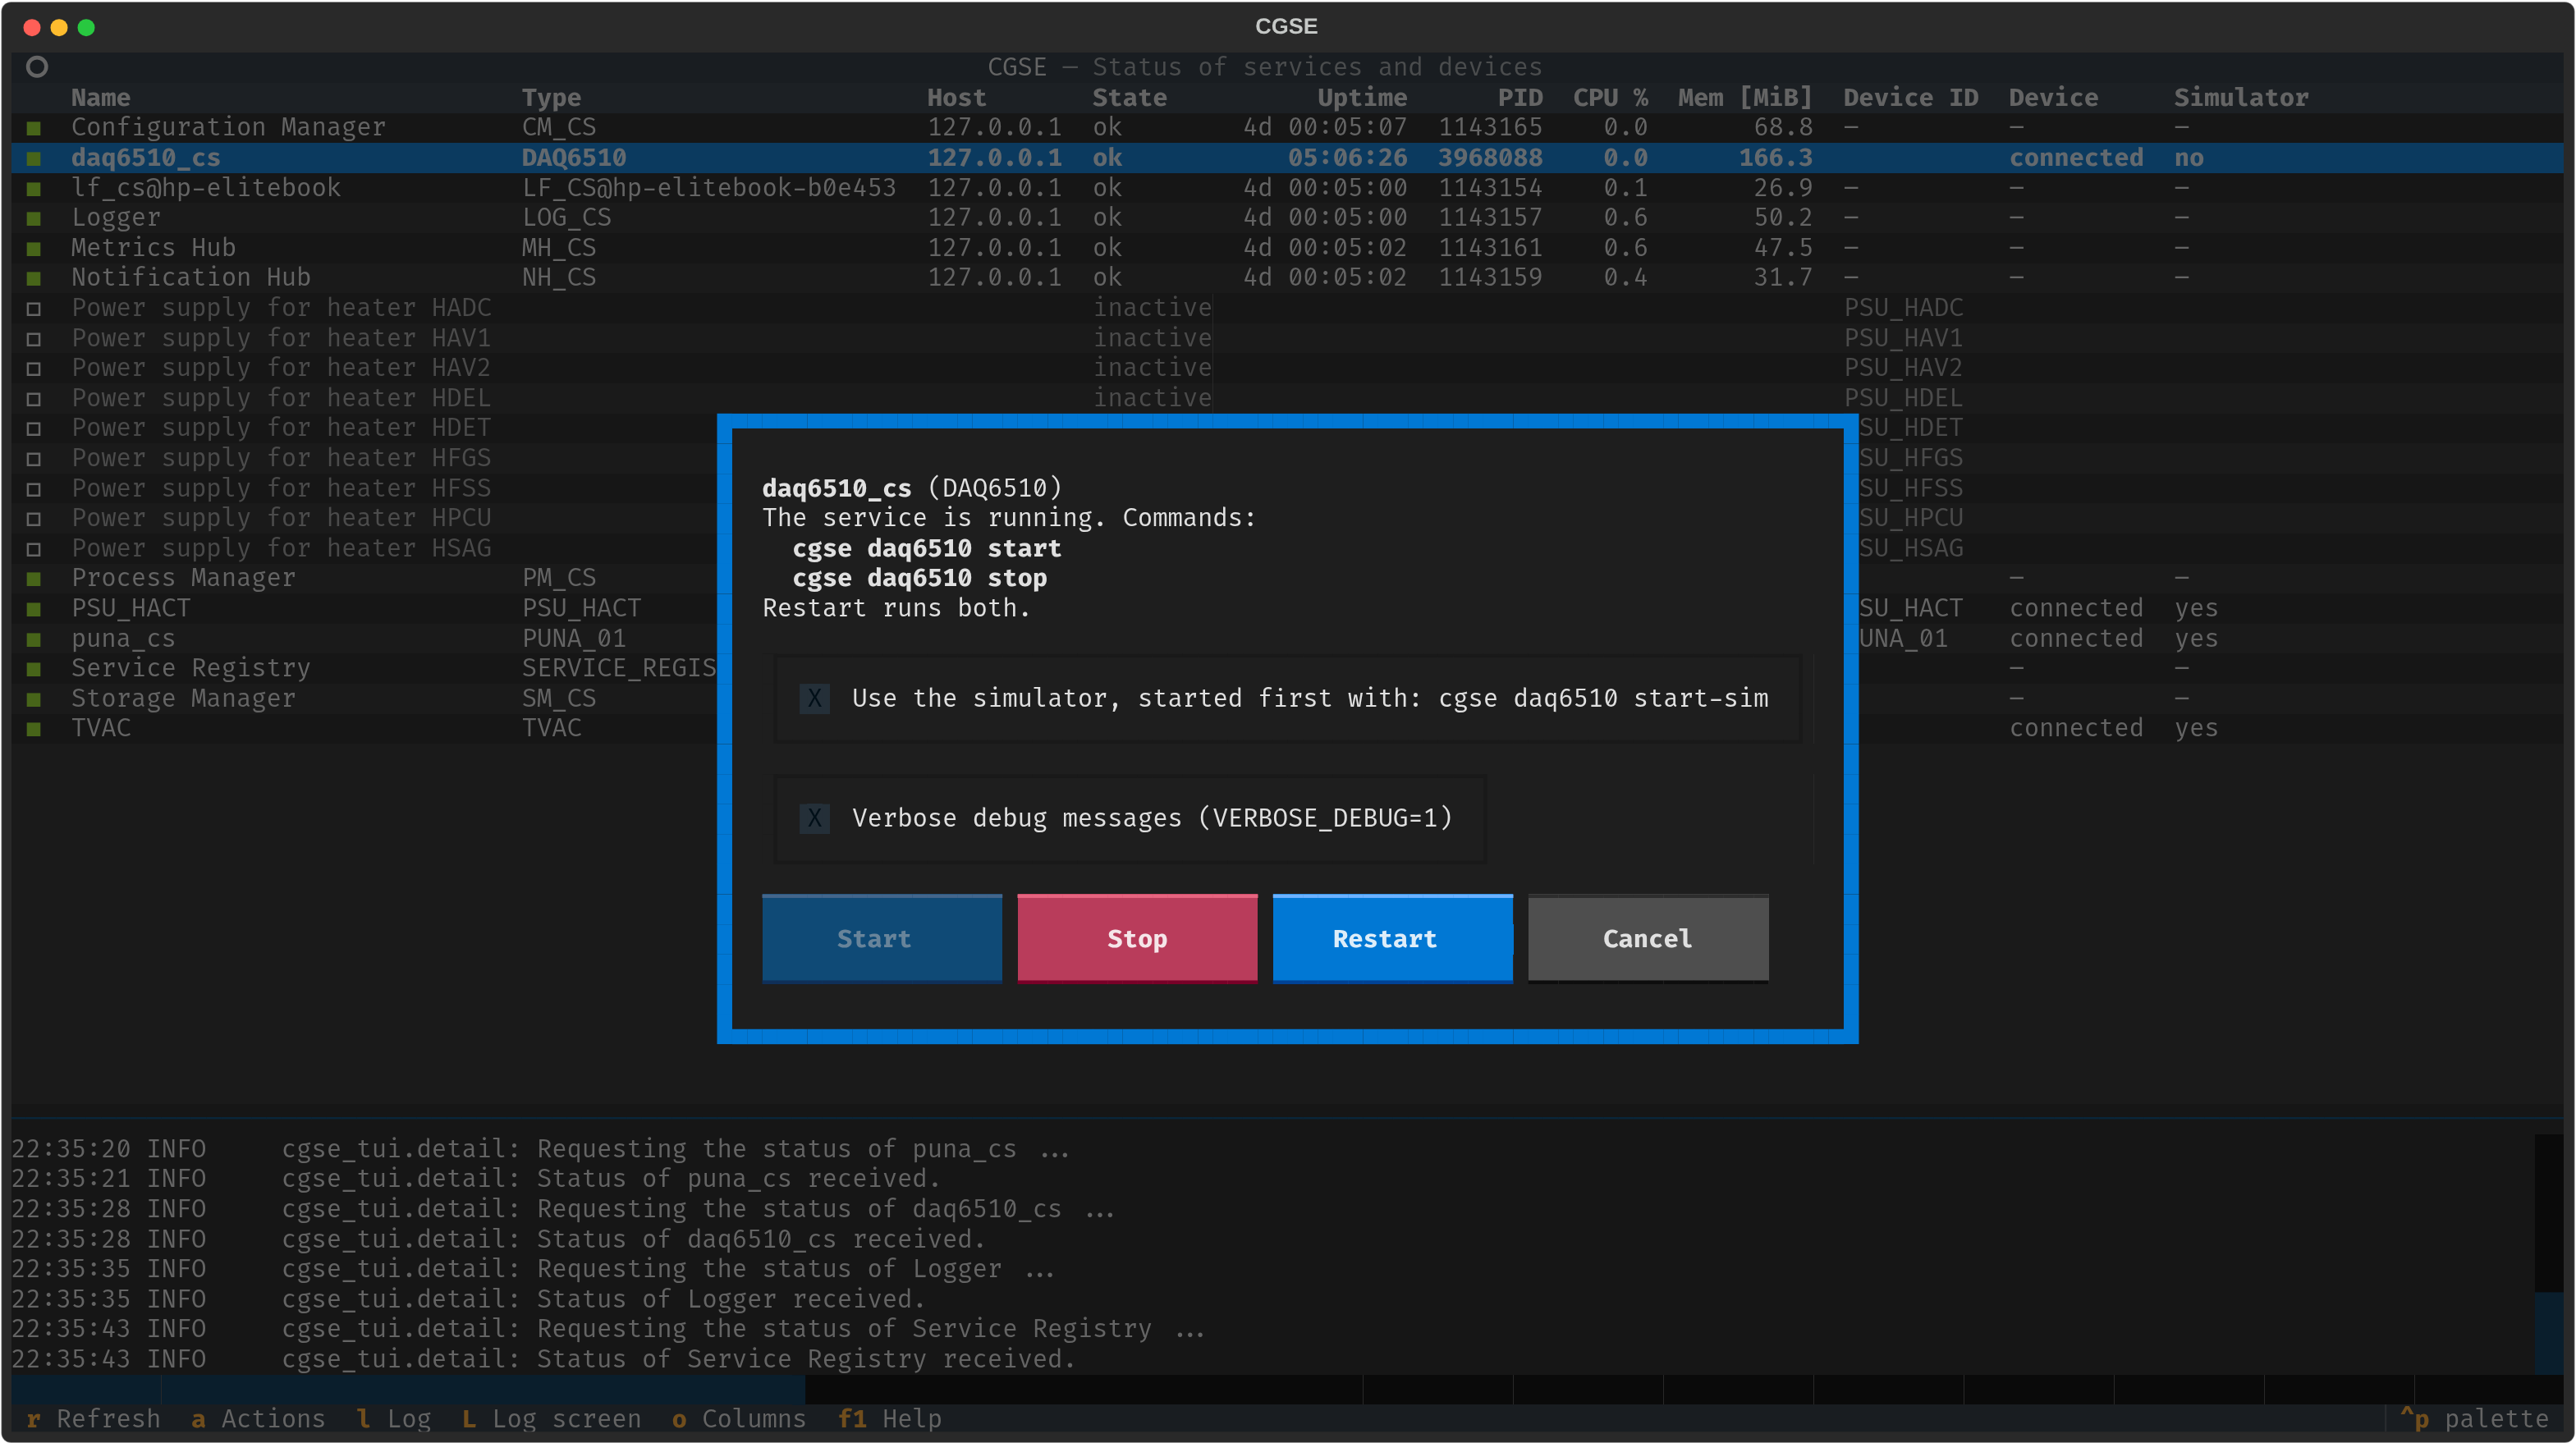 CGSE
CGSE — Status of services and devices
Name Type Host State Uptime PID CPU % Mem [MiB] Device ID Device Simulator
Configuration Manager CM_CS 127.0.0.1 ok 4d 00:05:07 1143165 0.0 68.8 — — —
daq6510_cs DAQ6510 127.0.0.1 ok 05:06:26 3968088 0.0 166.3 connected no
lf_cs@hp-elitebook LF_CS@hp-elitebook-b0e453 127.0.0.1 ok 4d 00:05:00 1143154 0.1 26.9 — — —
Logger LOG_CS 127.0.0.1 ok 4d 00:05:00 1143157 0.6 50.2 — — —
Metrics Hub MH_CS 127.0.0.1 ok 4d 00:05:02 1143161 0.6 47.5 — — —
Notification Hub NH_CS 127.0.0.1 ok 4d 00:05:02 1143159 0.4 31.7 — — —
Power supply for heater HADC inactive PSU_HADC
Power supply for heater HAV1 inactive PSU_HAV1
Power supply for heater HAV2 inactive PSU_HAV2
Power supply for heater HDEL inactive PSU_HDEL
Power supply for heater HDET SU_HDET
Power supply for heater HFGS SU_HFGS
Power supply for heater HFSS SU_HFSS
Power supply for heater HPCU SU_HPCU
Power supply for heater HSAG SU_HSAG
Process Manager PM_CS — —
PSU_HACT PSU_HACT SU_HACT connected yes
puna_cs PUNA_01 UNA_01 connected yes
Service Registry SERVICE_REGIS — —
Storage Manager SM_CS — —
TVAC TVAC connected yes
daq6510_cs (DAQ6510)
The service is running. Commands:
cgse daq6510 start
cgse daq6510 stop
Restart runs both.
X Use the simulator, started first with: cgse daq6510 start-sim
X Verbose debug messages (VERBOSE_DEBUG=1)
Start Stop Restart Cancel
22:35:20 INFO cgse_tui.detail: Requesting the status of puna_cs …
22:35:21 INFO cgse_tui.detail: Status of puna_cs received.
22:35:28 INFO cgse_tui.detail: Requesting the status of daq6510_cs …
22:35:28 INFO cgse_tui.detail: Status of daq6510_cs received.
22:35:35 INFO cgse_tui.detail: Requesting the status of Logger …
22:35:35 INFO cgse_tui.detail: Status of Logger received.
22:35:43 INFO cgse_tui.detail: Requesting the status of Service Registry …
22:35:43 INFO cgse_tui.detail: Status of Service Registry received.
r Refresh a Actions l Log L Log screen o Columns f1 Help ^p palette